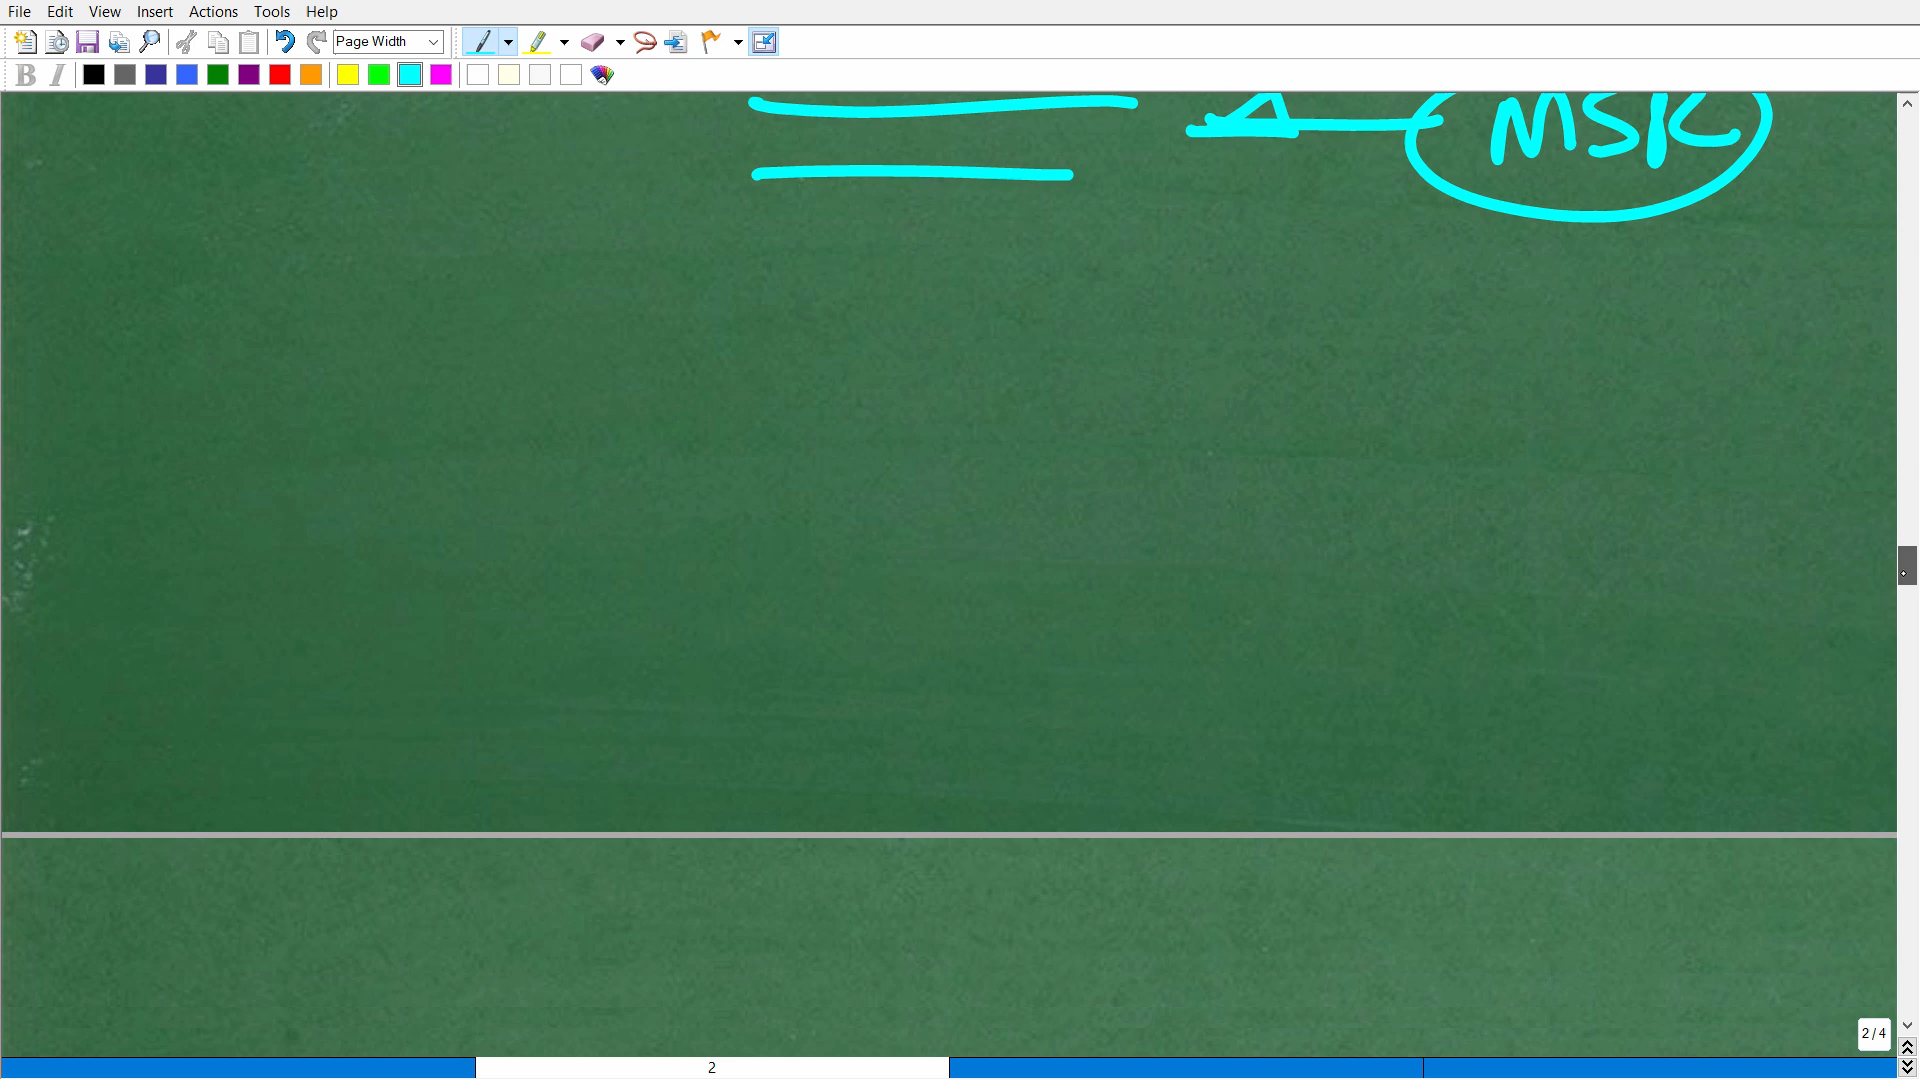 File Edit View Insert Actions Tools Help
Page Width
B I
MSK
2 / 4
2